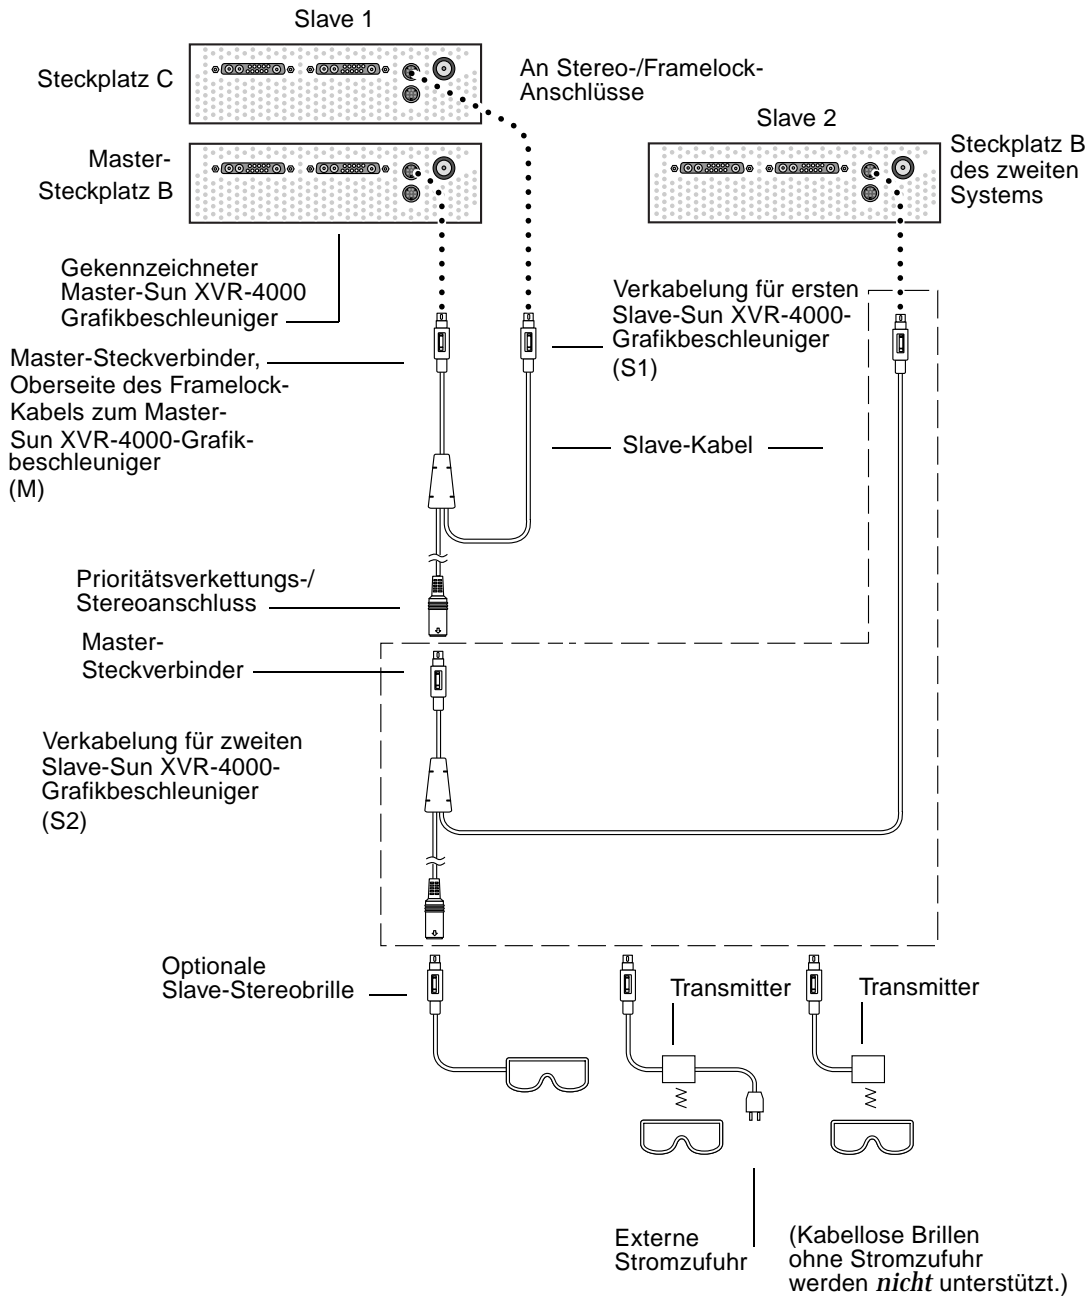 Slave 1
Steckplatz C
An Stereo-/Framelock-
Anschlüsse
Slave 2
Master-
Steckplatz B
Steckplatz B
des zweiten
Systems
Gekennzeichneter
Master-Sun XVR-4000
Grafikbeschleuniger
Verkabelung für ersten
Slave-Sun XVR-4000-
Grafikbeschleuniger
(S1)
Master-Steckverbinder,
Oberseite des Framelock-
Kabels zum Master-
Sun XVR-4000-Grafik-
beschleuniger
(M)
Slave-Kabel
Prioritätsverkettungs-/
Stereoanschluss
Master-
Steckverbinder
Verkabelung für zweiten
Slave-Sun XVR-4000-
Grafikbeschleuniger
(S2)
Optionale
Slave-Stereobrille
Transmitter
Transmitter
Externe
Stromzufuhr
(Kabellose Brillen
ohne Stromzufuhr
werden nicht unterstützt.)